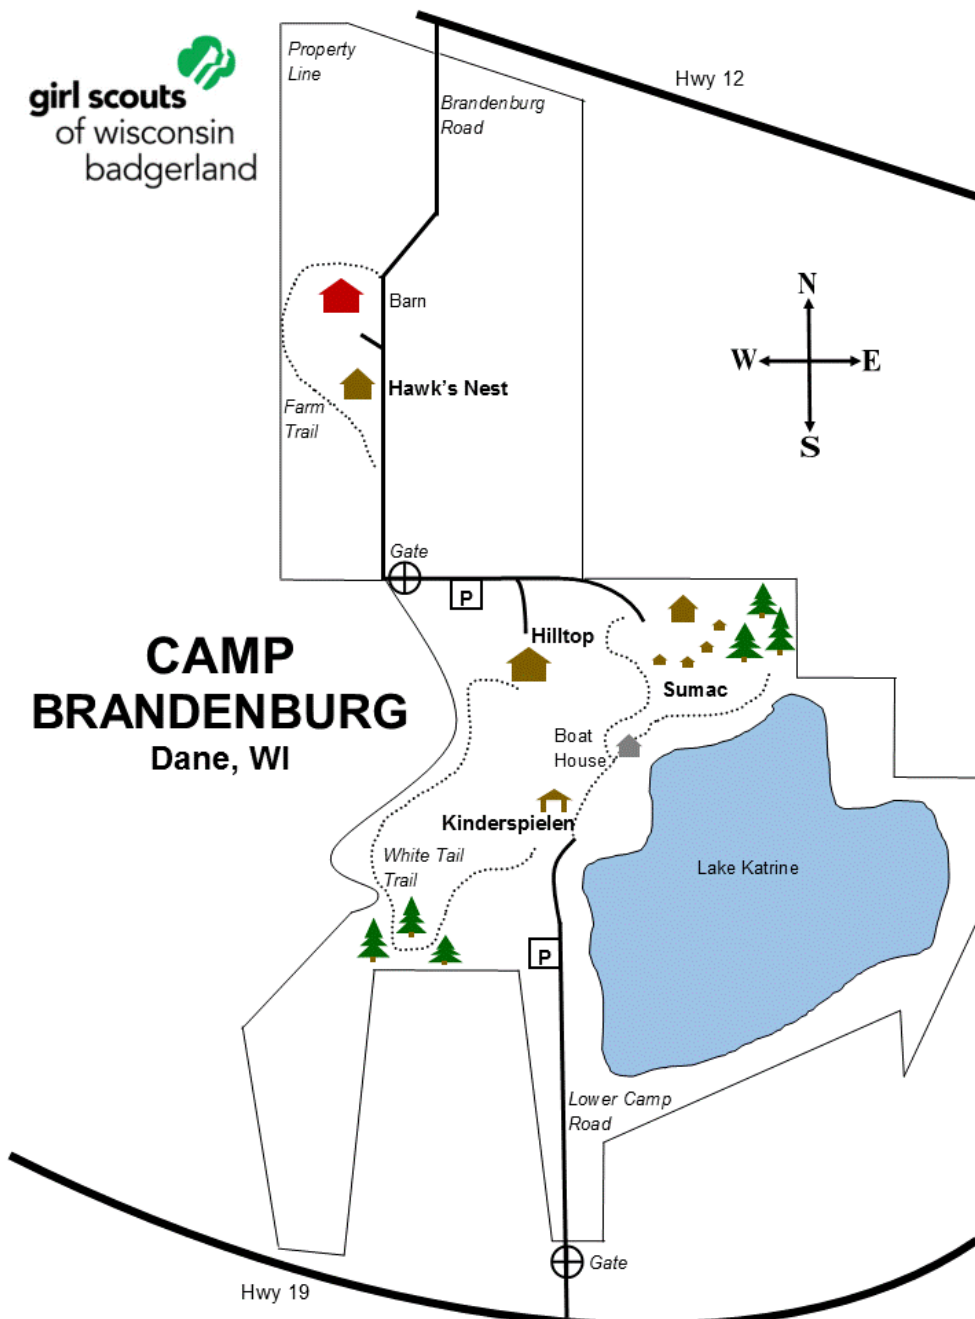 girl scouts
of wisconsin
badgerland
Property
Line
Hwy 12
Brandenburg
Road
N
W
E
S
Barn
Hawk's Nest
Farm
Trail
Gate
P
Hilltop
CAMP
BRANDENBURG
Dane, WI
Sumac
Boat
House
Kinderspielen
White Tail
Trail
Lake Katrine
P
Lower Camp
Road
Gate
Hwy 19